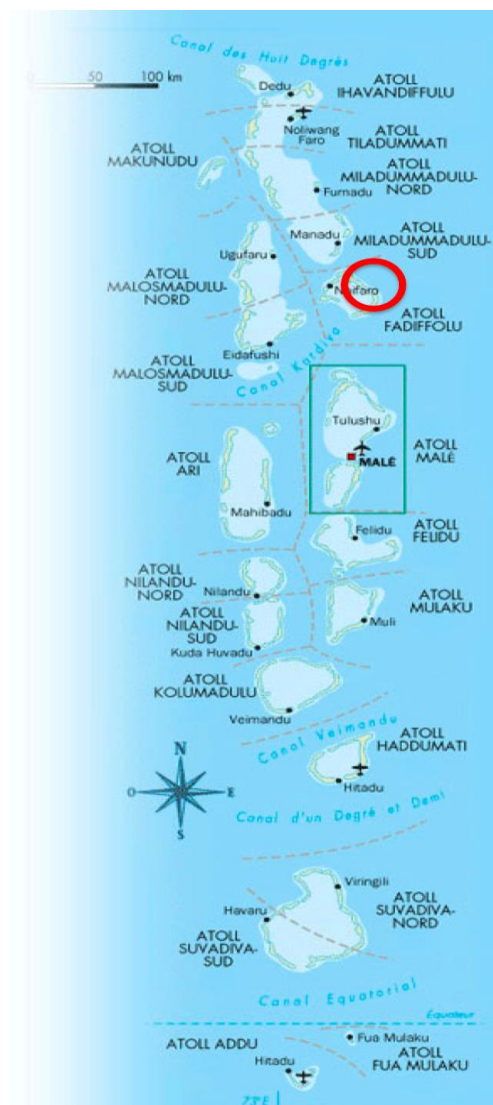 Canal des Huit Degrès
0 50 100 km
Dedu
ATOLL
IHAVANDIFFULU
Noliwang
Faro
ATOLL
TILADUMMATI
ATOLL
MAKUNUDU
ATOLL
MILADUMMADULU-
NORD
Furnadu
Manadu
ATOLL
MILADUMMADULU-
SUD
Ugufaru
ATOLL
MALOSMADULU-
NORD
Naifaro
ATOLL
FADIFFOLU
Eidafushi
Canal Kardiva
ATOLL
MALOSMADULU-
SUD
Tulushu
ATOLL
ARI
MALÉ
ATOLL
MALÉ
Mahibadu
Felidu
ATOLL
FELIDU
ATOLL
NILANDU-
NORD
Nilandu
ATOLL
MULAKU
ATOLL
NILANDU-
SUD
Muli
Kuda Huvadu
ATOLL
KOLUMADULU
Veimandu
Canal Veimandu
ATOLL
HADDUMATI
N
O E
S
Hitadu
Canal d'un Degré et Demi
Viringili
Havaru
ATOLL
SUVADIVA-
NORD
ATOLL
SUVADIVA-
SUD
Canal Equatorial
Équateur
ATOLL ADDU
Fua Mulaku
Hitadu
ATOLL
FUA MULAKU
73°E